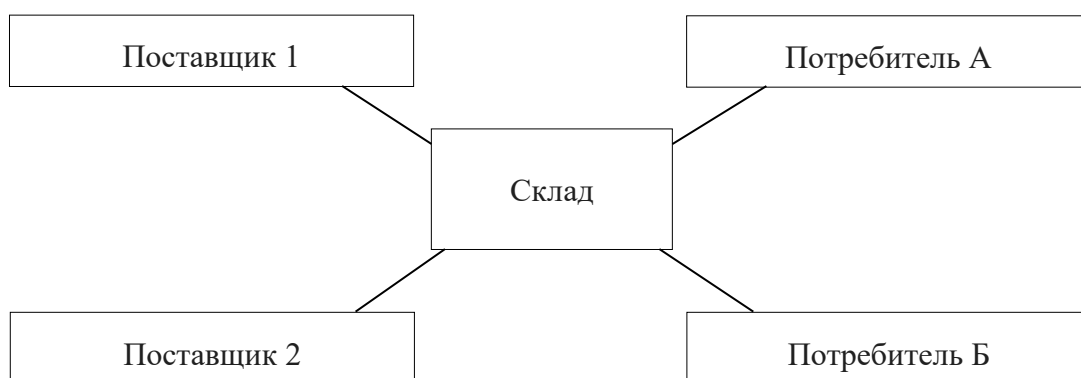 Поставщик 1
Потребитель А
Склад
Поставщик 2
Потребитель Б